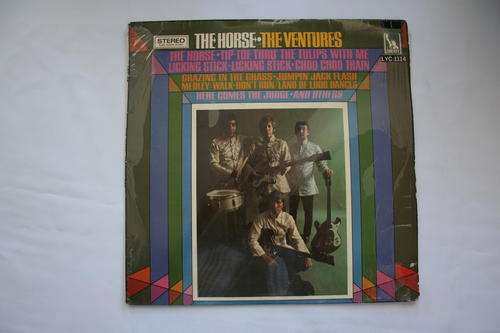 STEREO
THE HORSE • THE VENTURES
THE HORSE • TIP-TOE THRU THE TULIPS WITH ME
LICKING STICK-LICKING STICK • CHOO CHOO TRAIN
GRAZING IN THE GRASS • JUMPIN' JACK FLASH
MEDLEY: WALK-DON'T RUN/LAND OF 1000 DANCES
HERE COMES THE JUDGE • AND OTHERS
LIBERTY
LYC 1114